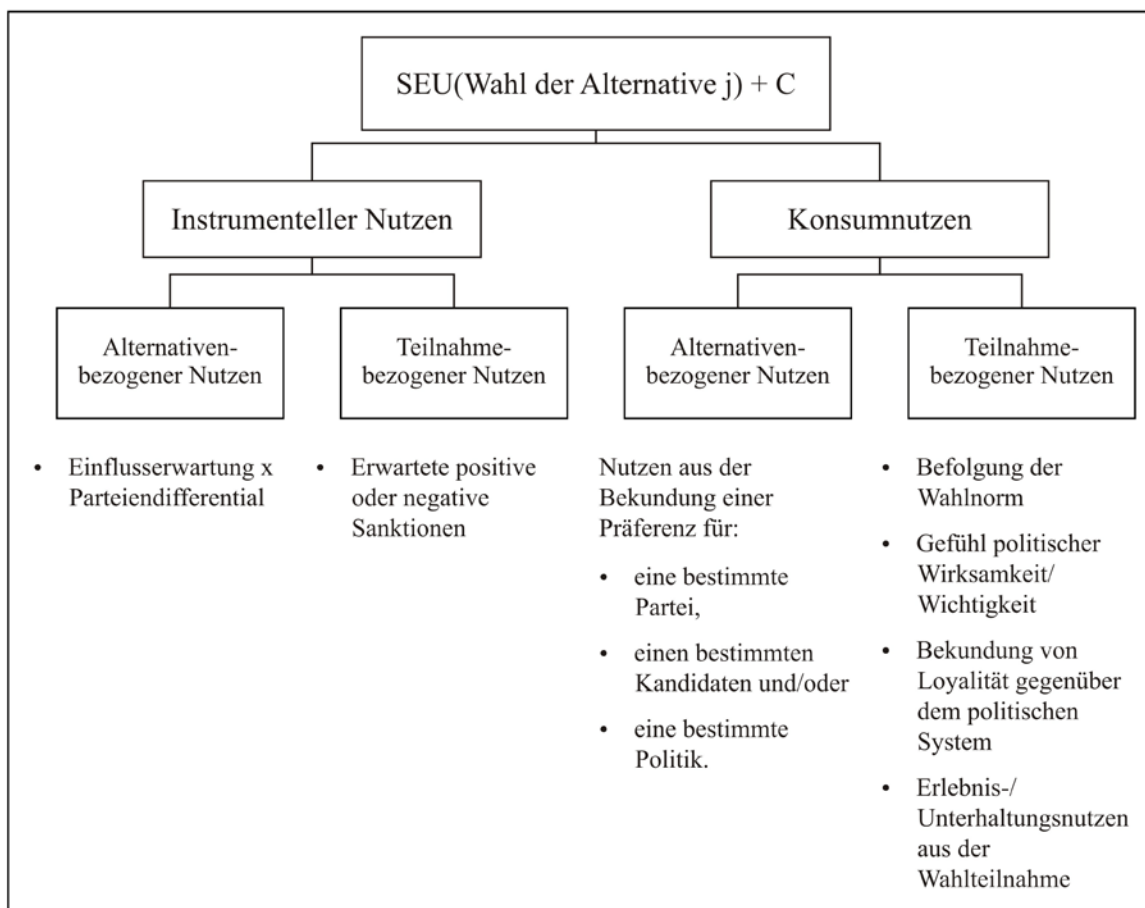 SEU(Wahl der Alternative j) + C
Instrumenteller Nutzen
Konsumnutzen
Alternativen-
bezogener Nutzen
Teilnahme-
bezogener Nutzen
Alternativen-
bezogener Nutzen
Teilnahme-
bezogener Nutzen
• Einflusserwartung x
Parteiendifferential
• Erwartete positive
oder negative
Sanktionen
Nutzen aus der
Bekundung einer
Präferenz für:
• eine bestimmte
Partei,
• einen bestimmten
Kandidaten und/oder
• eine bestimmte
Politik.
• Befolgung der
Wahlnorm
• Gefühl politischer
Wirksamkeit/
Wichtigkeit
• Bekundung von
Loyalität gegenüber
dem politischen
System
• Erlebnis-/
Unterhaltungsnutzen
aus der
Wahlteilnahme